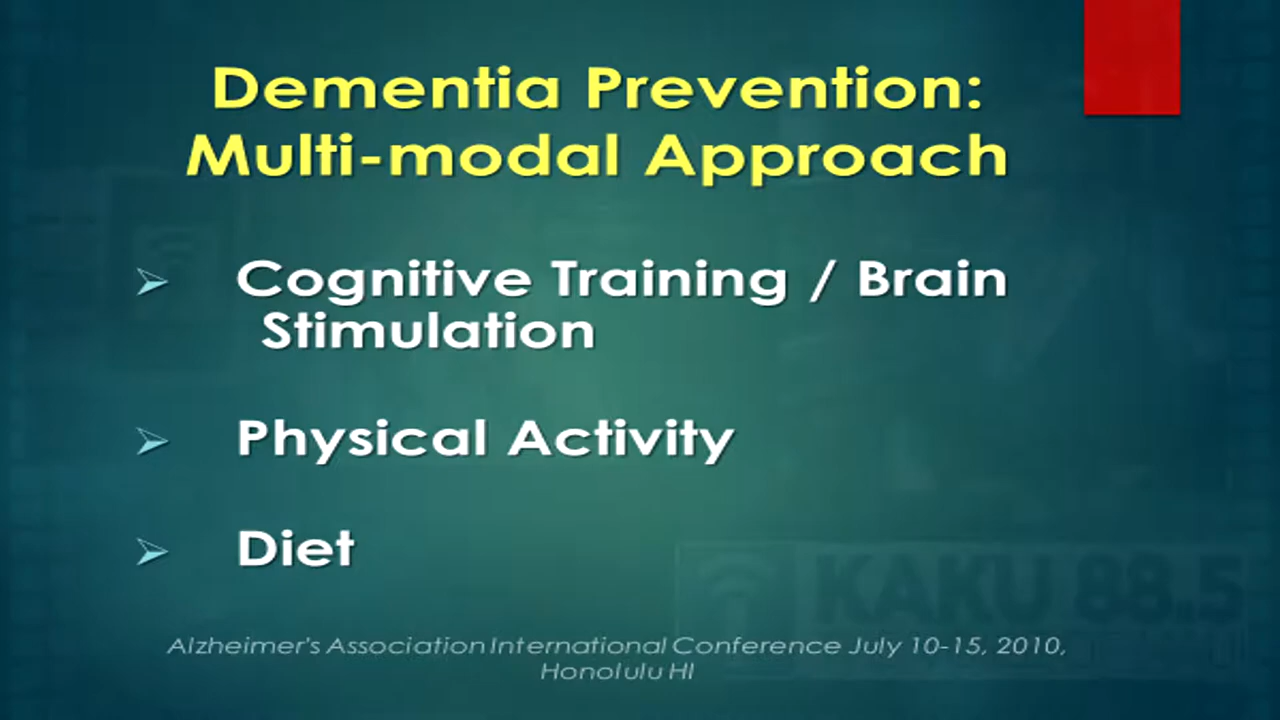 Dementia Prevention:
Multi-modal Approach
Cognitive Training / Brain
Stimulation
Physical Activity
Diet
KAKU 88.5
Alzheimer's Association International Conference July 10-15, 2010,
Honolulu HI